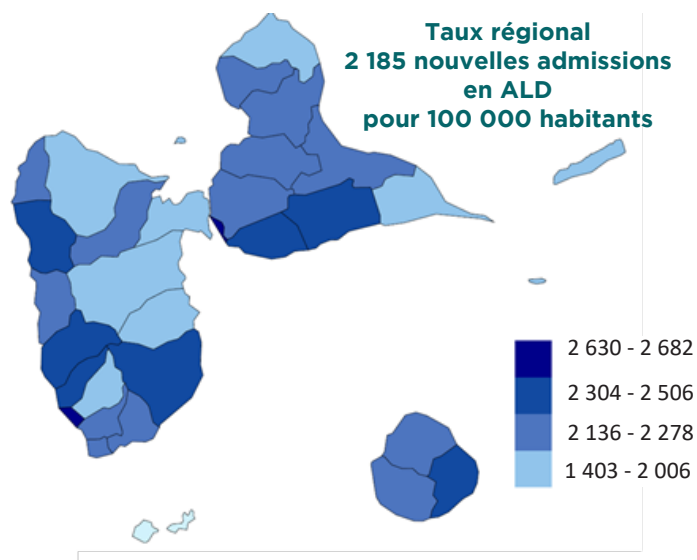 Taux régional
2 185 nouvelles admissions
en ALD
pour 100 000 habitants
2 630 - 2 682
2 304 - 2 506
2 136 - 2 278
1 403 - 2 006